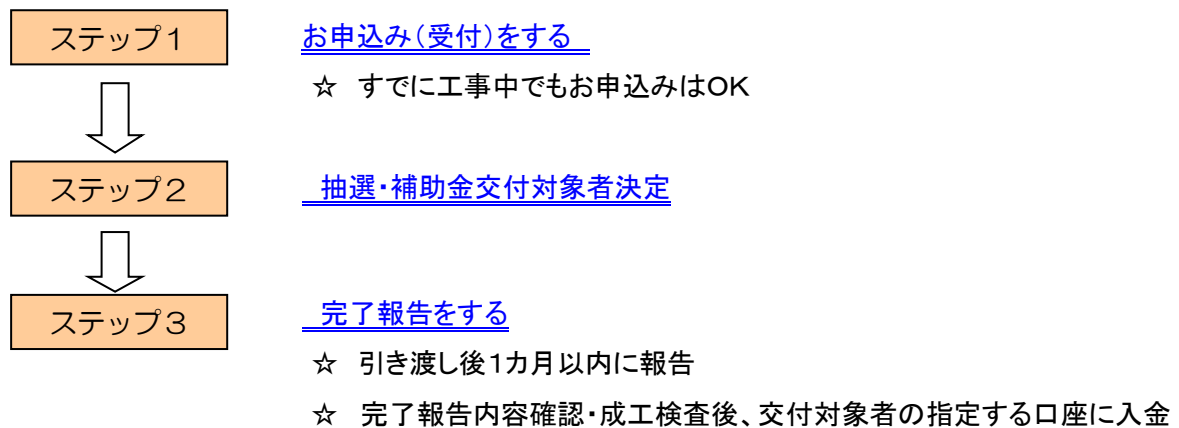 ステップ1
お申込み(受付)をする
☆ すでに工事中でもお申込みはOK
ステップ2
抽選・補助金交付対象者決定
ステップ3
完了報告をする
☆ 引き渡し後1カ月以内に報告
☆ 完了報告内容確認・成工検査後、交付対象者の指定する口座に入金